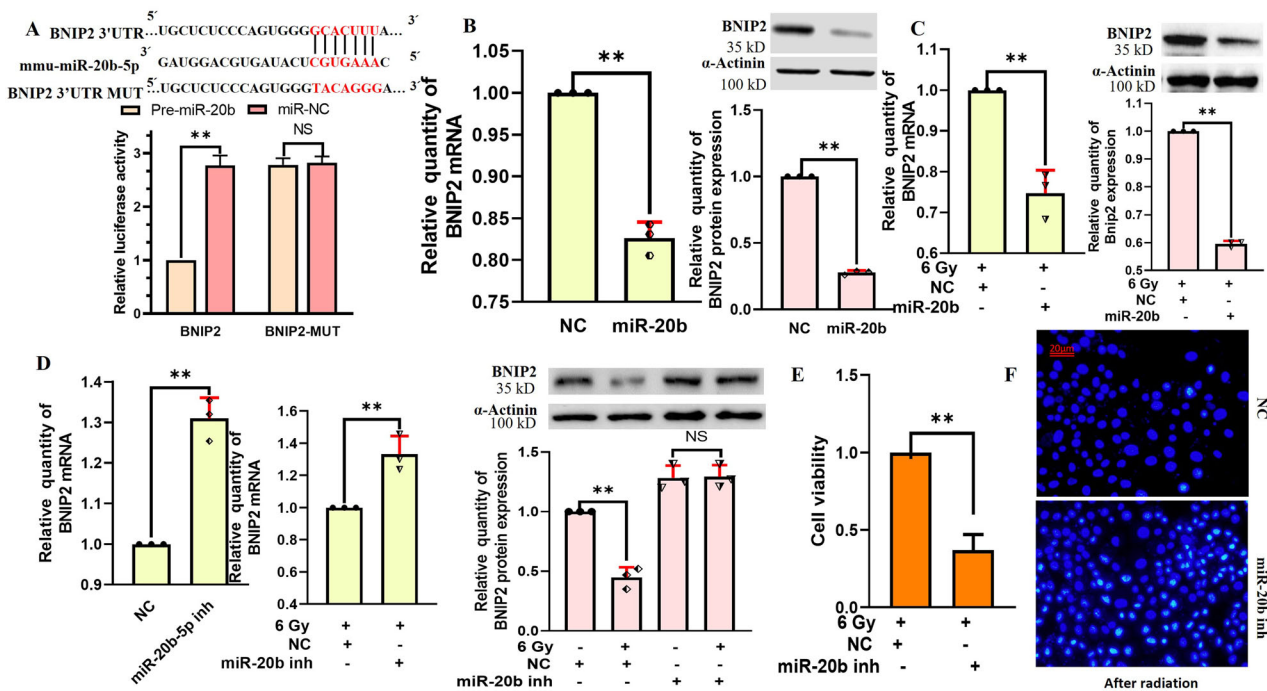 A
5´ 3´
BNIP2 3'UTR...UGCUCUCCCAGUGGGGCACUUUA...
3´ 5´
mmu-miR-20b-5p GAUGGACGUGAUACUCGUGAAAC
5´ 3´
BNIP2 3'UTR MUT ...UGCUCUCCCAGUGGGTACAGGGA...
Pre-miR-20b miR-NC
Relative luciferase activity
3
2
1
0
** NS
BNIP2 BNIP2-MUT
B
Relative quantity of
BNIP2 mRNA
1.05
1.00
0.95
0.90
0.85
0.80
0.75
**
NC miR-20b
BNIP2
35 kD
α-Actinin
100 kD
Relative quantity of
BNIP2 protein expression
1.5
1.0
0.5
0.0
**
NC miR-20b
C
Relative quantity of
BNIP2 mRNA
1.1
1.0
0.9
0.8
0.7
0.6
**
6 Gy + +
NC + -
miR-20b - +
BNIP2
35 kD
α-Actinin
100 kD
Relative quantity of
Bnip2 expression
1.1
1.0
0.9
0.8
0.7
0.6
0.5
**
6 Gy + +
NC + -
miR-20b - +
D
Relative quantity of
BNIP2 mRNA
1.4
1.3
1.2
1.1
1.0
0.9
**
NC miR-20b-5p inh
Relative quantity of
BNIP2 mRNA
1.6
1.4
1.2
1.0
0.8
0.6
0.4
**
6 Gy + +
NC + -
miR-20b inh - +
BNIP2
35 kD
α-Actinin
100 kD
Relative quantity of
BNIP2 protein expression
1.5
1.0
0.5
0.0
** NS
6 Gy - + - +
NC + + - -
miR-20b inh - - + +
E
Cell viability
1.5
1.0
0.5
0.0
**
6 Gy + +
NC + -
miR-20b inh - +
F
20μm
NC
miR-20b inh
After radiation